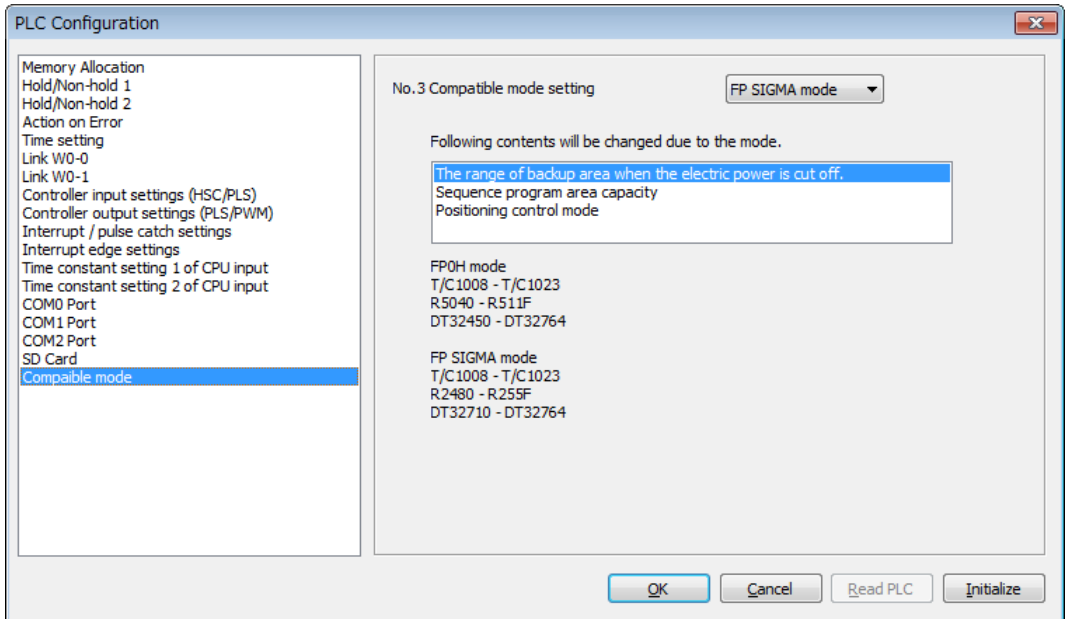 PLC Configuration
Memory Allocation
Hold/Non-hold 1
Hold/Non-hold 2
Action on Error
Time setting
Link W0-0
Link W0-1
Controller input settings (HSC/PLS)
Controller output settings (PLS/PWM)
Interrupt / pulse catch settings
Interrupt edge settings
Time constant setting 1 of CPU input
Time constant setting 2 of CPU input
COM0 Port
COM1 Port
COM2 Port
SD Card
Compaible mode
No.3 Compatible mode setting
FP SIGMA mode
Following contents will be changed due to the mode.
The range of backup area when the electric power is cut off.
Sequence program area capacity
Positioning control mode
FP0H mode
T/C1008 - T/C1023
R5040 - R511F
DT32450 - DT32764
FP SIGMA mode
T/C1008 - T/C1023
R2480 - R255F
DT32710 - DT32764
OK
Cancel
Read PLC
Initialize